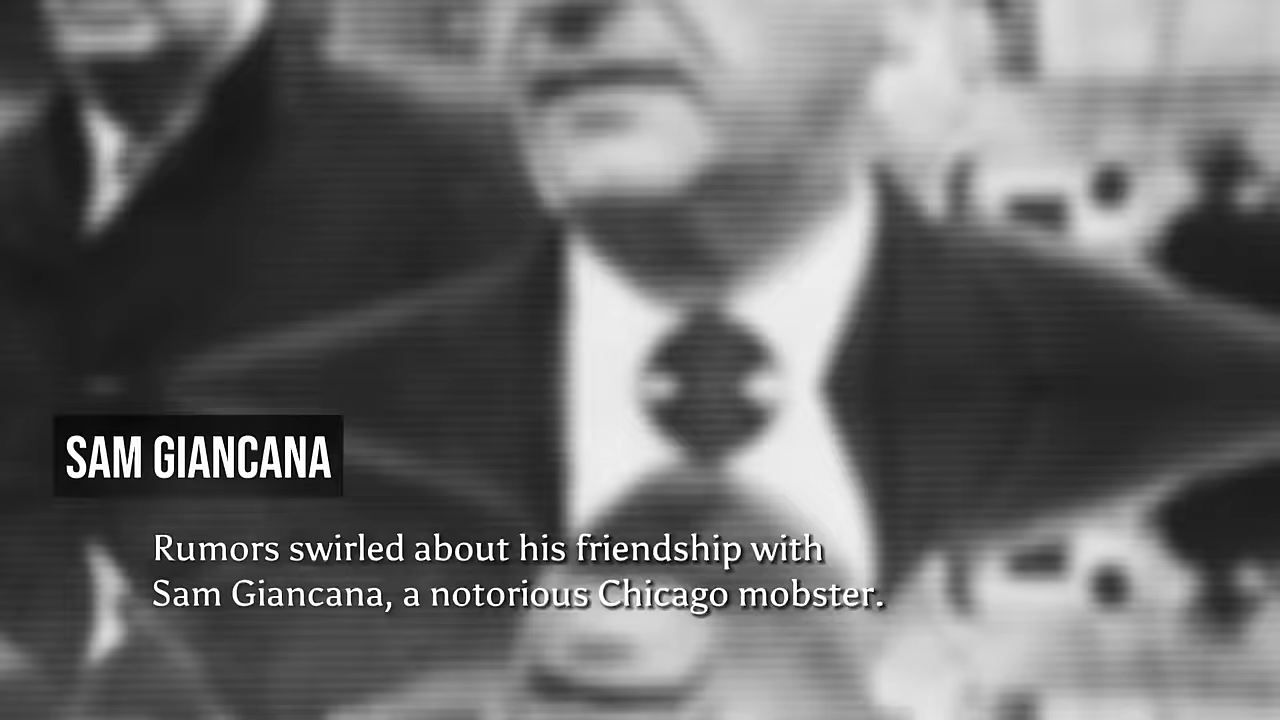 SAM GIANCANA
Rumors swirled about his friendship with
Sam Giancana, a notorious Chicago mobster.